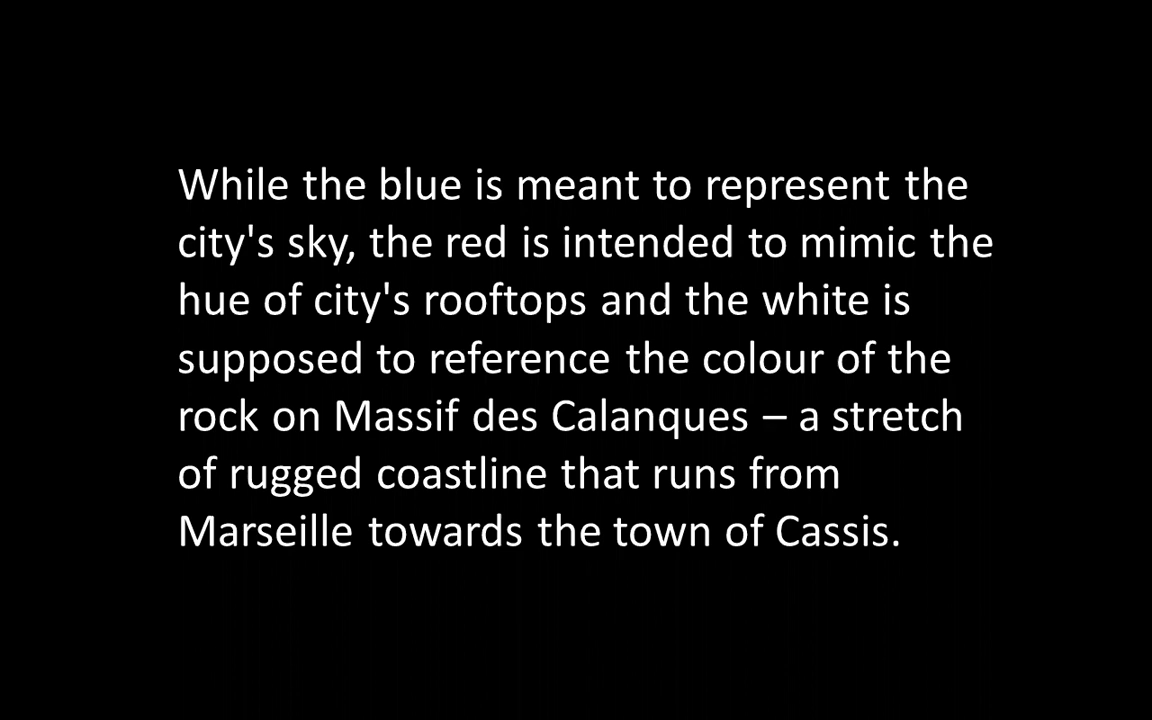 While the blue is meant to represent the
city's sky, the red is intended to mimic the
hue of city's rooftops and the white is
supposed to reference the colour of the
rock on Massif des Calanques – a stretch
of rugged coastline that runs from
Marseille towards the town of Cassis.